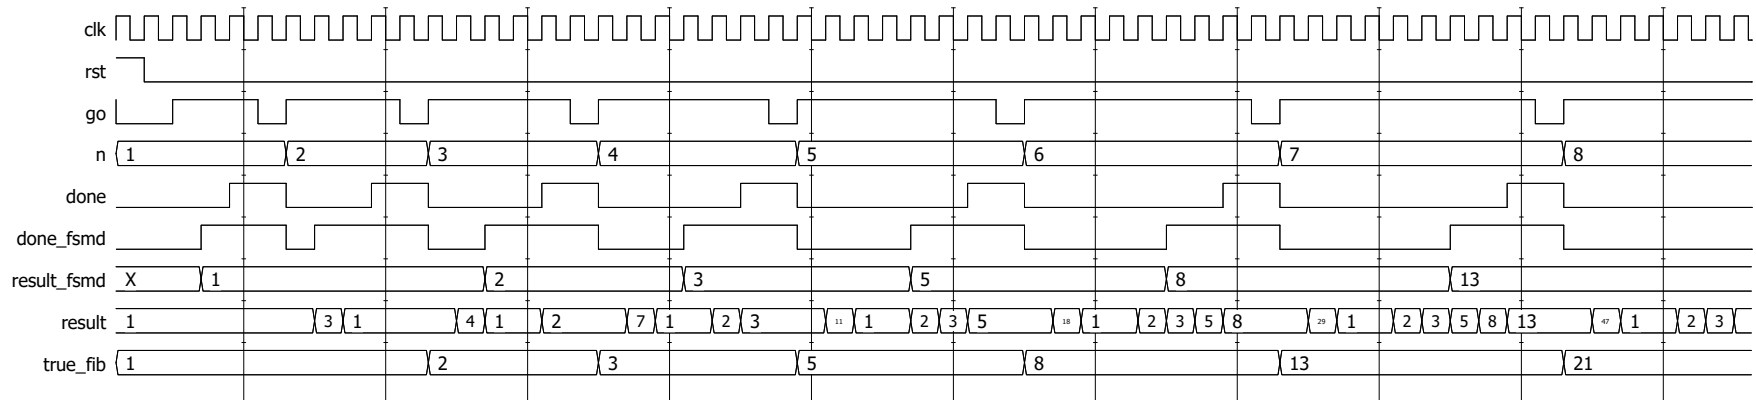 clk
rst
go
n 1 2 3 4 5 6 7 8
done
done_fsmd
result_fsmd X 1 2 3 5 8 13
result 1 3 1 4 1 2 7 1 2 3 11 1 2 3 5 18 1 2 3 5 8 29 1 2 3 5 8 13 47 1 2 3
true_fib 1 2 3 5 8 13 21